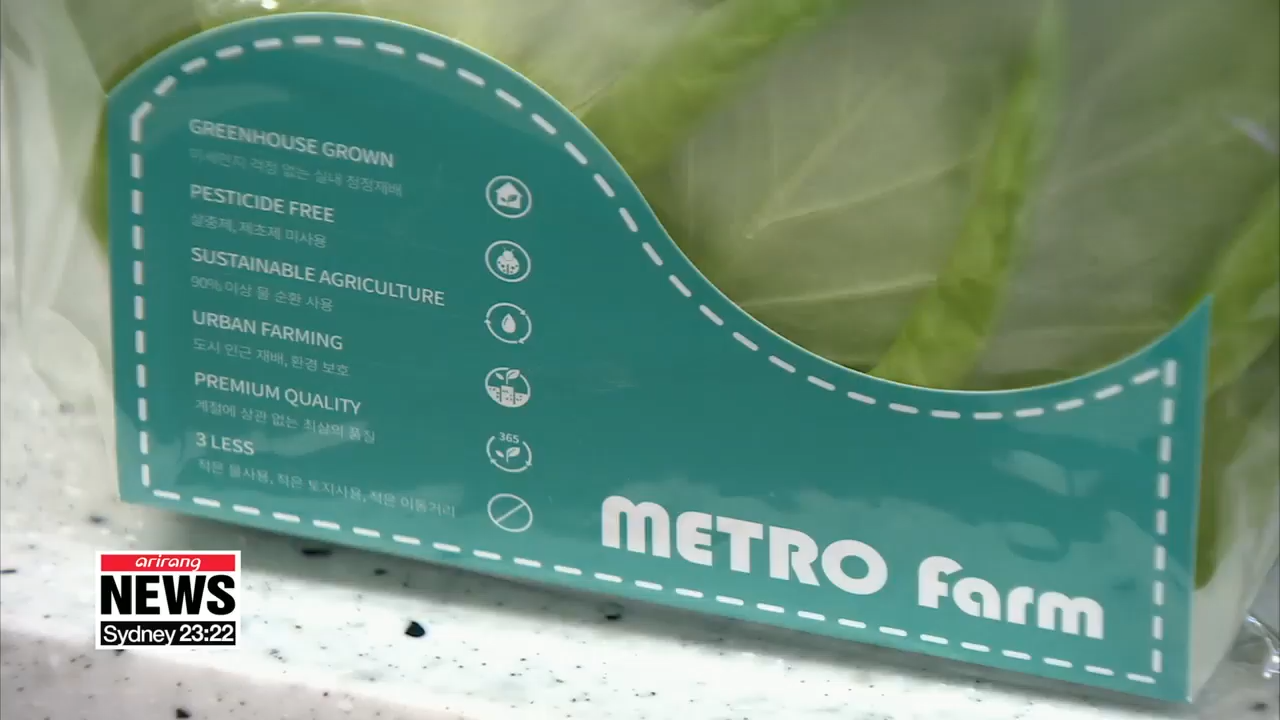 GREENHOUSE GROWN
미세먼지 걱정 없는 실내 청정재배
PESTICIDE FREE
살충제, 제초제 미사용
SUSTAINABLE AGRICULTURE
90% 이상 물 순환 사용
URBAN FARMING
도시 인근 재배, 환경 보호
PREMIUM QUALITY
계절에 상관 없는 최상의 품질
365
3 LESS
적은 물사용, 적은 토지사용, 적은 이동거리
METRO Farm
arirang
NEWS
Sydney 23:22